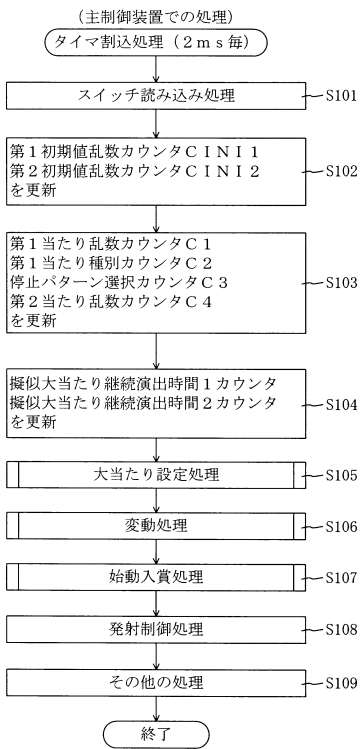 (主制御装置での処理)
タイマ割込処理(2ms毎)
スイッチ読み込み処理
S101
第1初期値乱数カウンタCINI1
第2初期値乱数カウンタCINI2
を更新
S102
第1当たり乱数カウンタC1
第1当たり種別カウンタC2
停止パターン選択カウンタC3
第2当たり乱数カウンタC4
を更新
S103
擬似大当たり継続演出時間1カウンタ
擬似大当たり継続演出時間2カウンタ
を更新
S104
大当たり設定処理
S105
変動処理
S106
始動入賞処理
S107
発射制御処理
S108
その他の処理
S109
終了